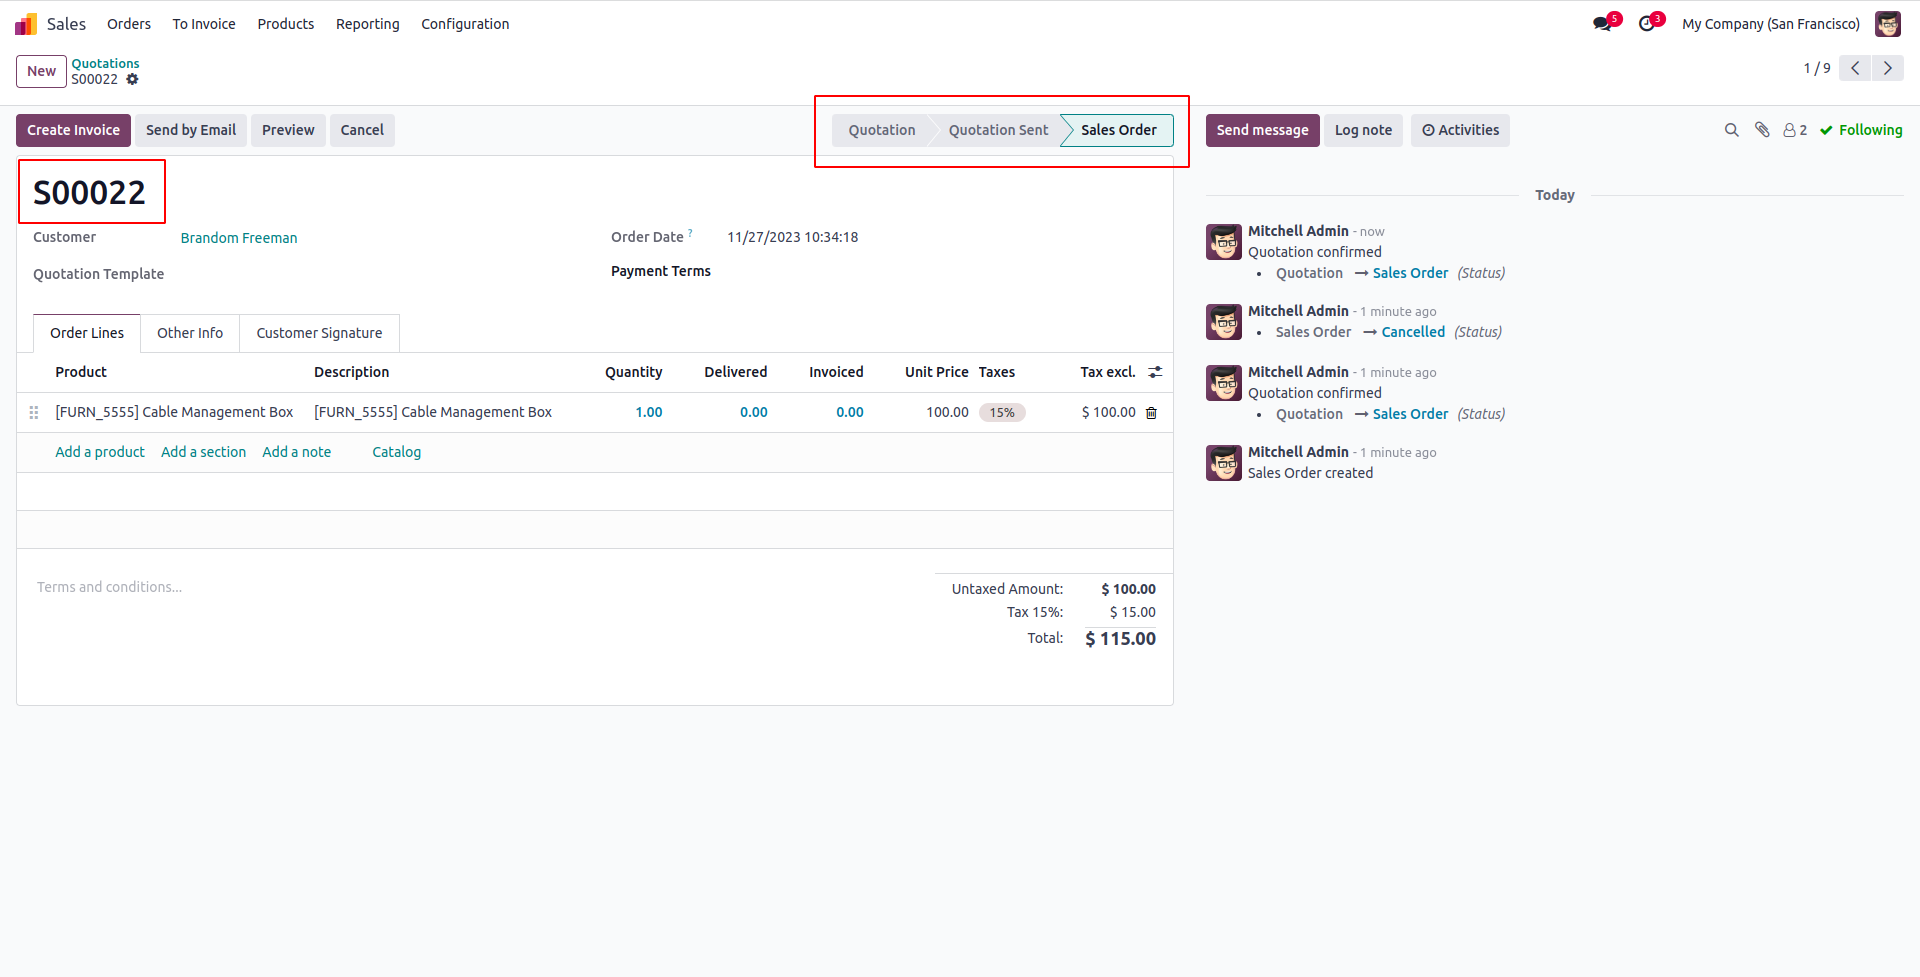 Sales Orders To Invoice Products Reporting Configuration 5 3 My Company (San Francisco)
New Quotations
S00022
1 / 9
Create Invoice Send by Email Preview Cancel Quotation Quotation Sent Sales Order Send message Log note Activities 2 Following
S00022
Customer Brandom Freeman Order Date ? 11/27/2023 10:34:18
Quotation Template Payment Terms
Order Lines Other Info Customer Signature
Product Description Quantity Delivered Invoiced Unit Price Taxes Tax excl.
[FURN_5555] Cable Management Box [FURN_5555] Cable Management Box 1.00 0.00 0.00 100.00 15% $ 100.00
Add a product Add a section Add a note Catalog
Terms and conditions...
Untaxed Amount: $ 100.00
Tax 15%: $ 15.00
Total: $ 115.00
Today
Mitchell Admin - now
Quotation confirmed
• Quotation → Sales Order (Status)
Mitchell Admin - 1 minute ago
• Sales Order → Cancelled (Status)
Mitchell Admin - 1 minute ago
Quotation confirmed
• Quotation → Sales Order (Status)
Mitchell Admin - 1 minute ago
Sales Order created